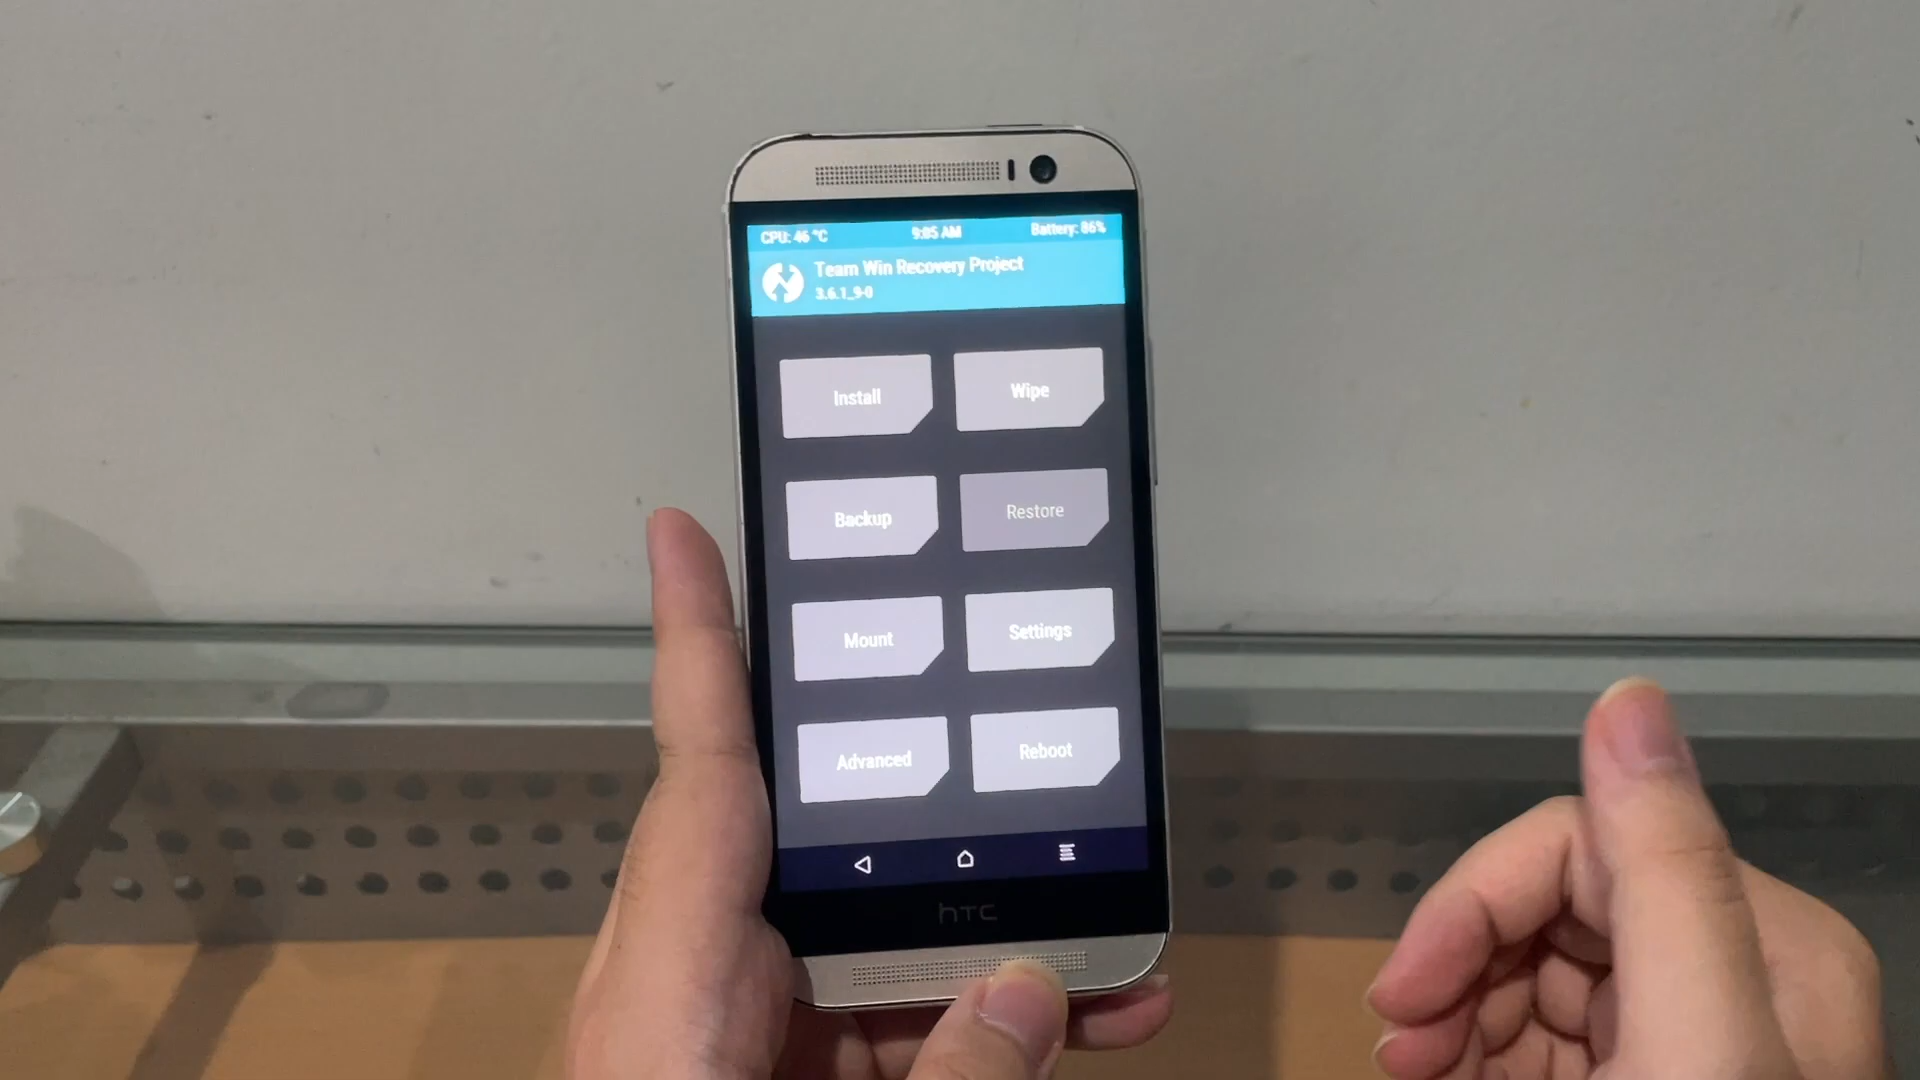 CPU: 46 °C 9:05 AM Battery: 86%
Team Win Recovery Project
3.6.1_9-0
Install Wipe
Backup Restore
Mount Settings
Advanced Reboot
hTC